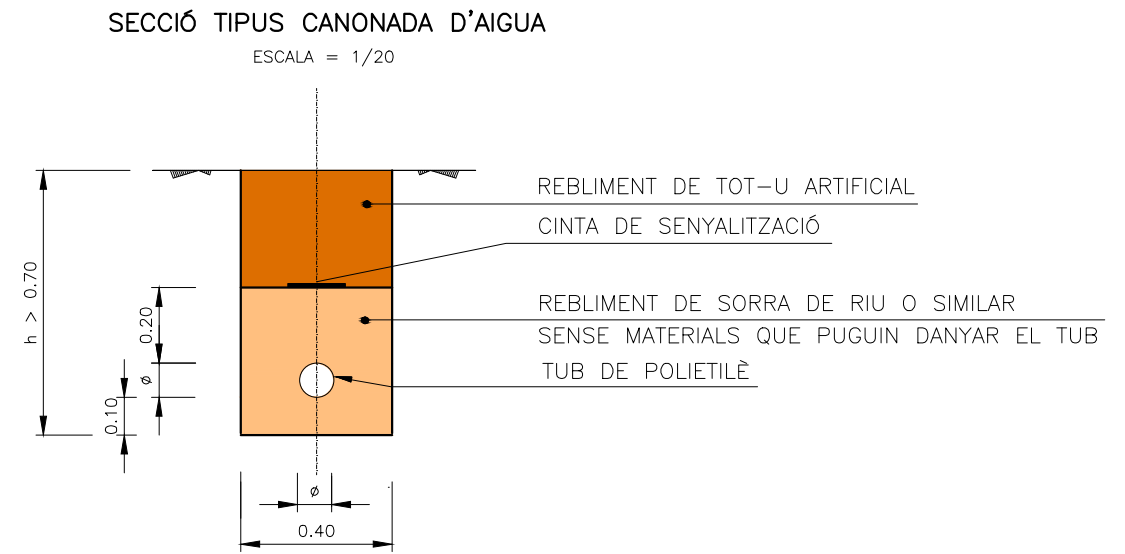 SECCIÓ TIPUS CANONADA D'AIGUA
ESCALA = 1/20
REBLIMENT DE TOT-U ARTIFICIAL
CINTA DE SENYALITZACIÓ
REBLIMENT DE SORRA DE RIU O SIMILAR
SENSE MATERIALS QUE PUGUIN DANYAR EL TUB
TUB DE POLIETILÈ
h > 0.70
0.20
ø
0.10
ø
0.40